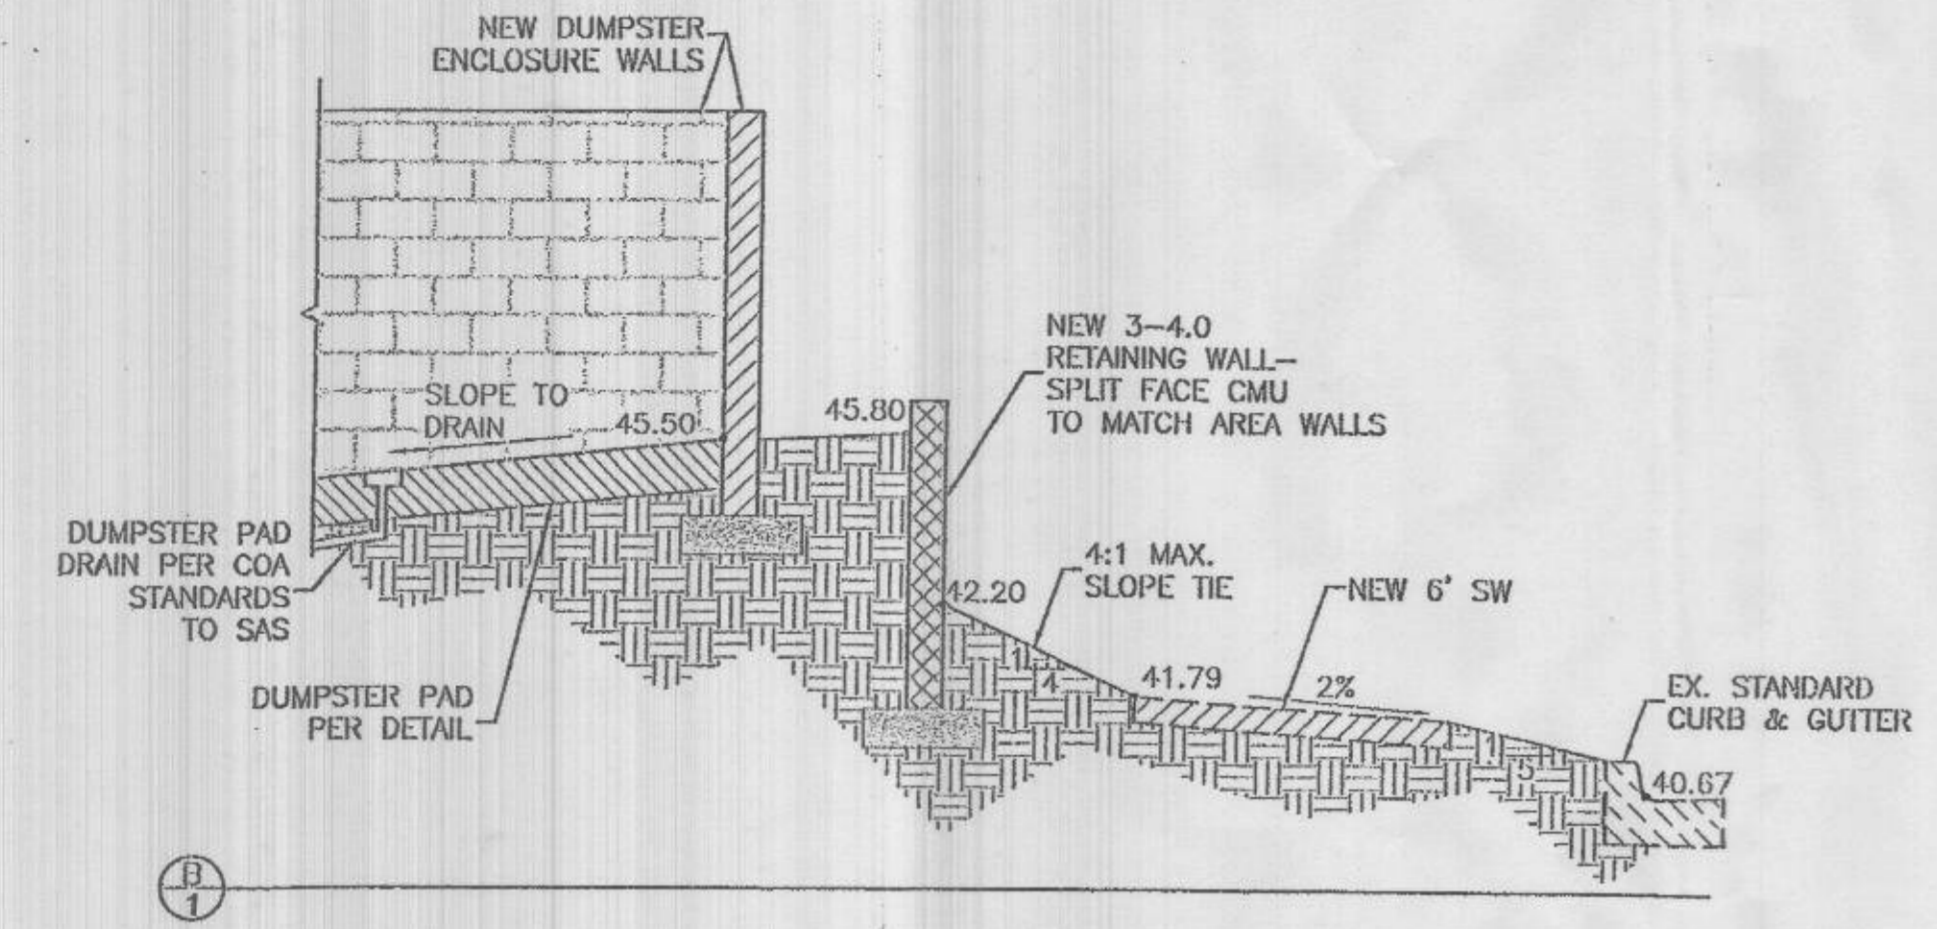 NEW DUMPSTER
ENCLOSURE WALLS
NEW 3-4.0
RETAINING WALL-
SPLIT FACE CMU
TO MATCH AREA WALLS
SLOPE TO
DRAIN
45.50
45.80
DUMPSTER PAD
DRAIN PER COA
STANDARDS
TO SAS
42.20
4:1 MAX.
SLOPE TIE
NEW 6' SW
1
4
41.79
2%
DUMPSTER PAD
PER DETAIL
EX. STANDARD
CURB & GUTTER
1
5
40.67
B
1